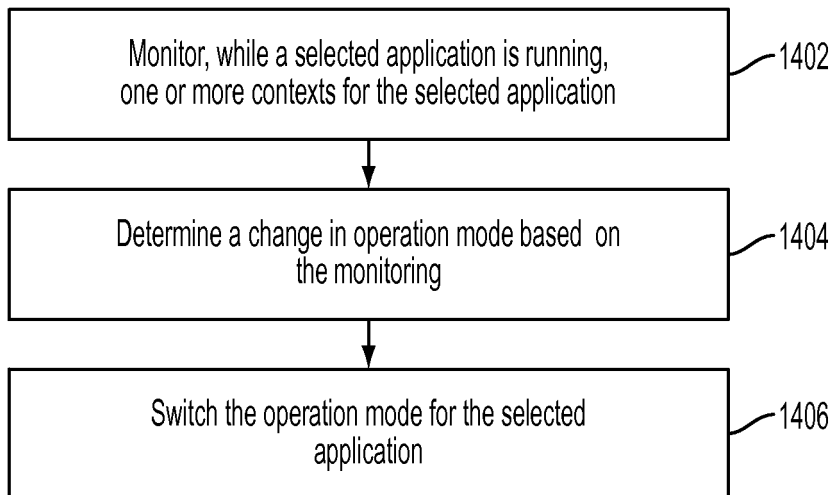 Monitor, while a selected application is running,
one or more contexts for the selected application
1402
Determine a change in operation mode based on
the monitoring
1404
Switch the operation mode for the selected
application
1406